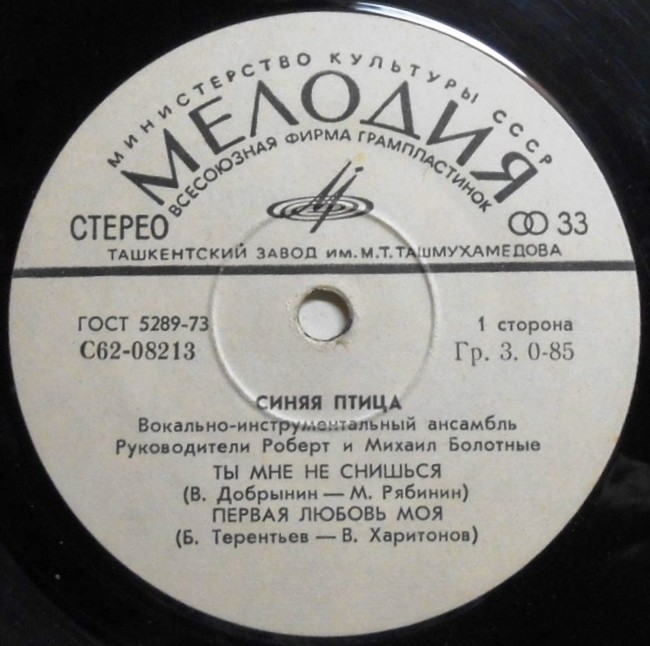 МИНИСТЕРСТВО КУЛЬТУРЫ СССР
МЕЛОДИЯ
ВСЕСОЮЗНАЯ ФИРМА ГРАМПЛАСТИНОК
СТЕРЕО
33
ТАШКЕНТСКИЙ ЗАВОД ИМ. М.Т. ТАШМУХАМЕДОВА
ГОСТ 5289-73
1 сторона
С62-08213
Гр. 3. 0-85
СИНЯЯ ПТИЦА
Вокально-инструментальный ансамбль
Руководители Роберт и Михаил Болотные
ТЫ МНЕ НЕ СНИШЬСЯ
(В. Добрынин — М. Рябинин)
ПЕРВАЯ ЛЮБОВЬ МОЯ
(Б. Терентьев — В. Харитонов)